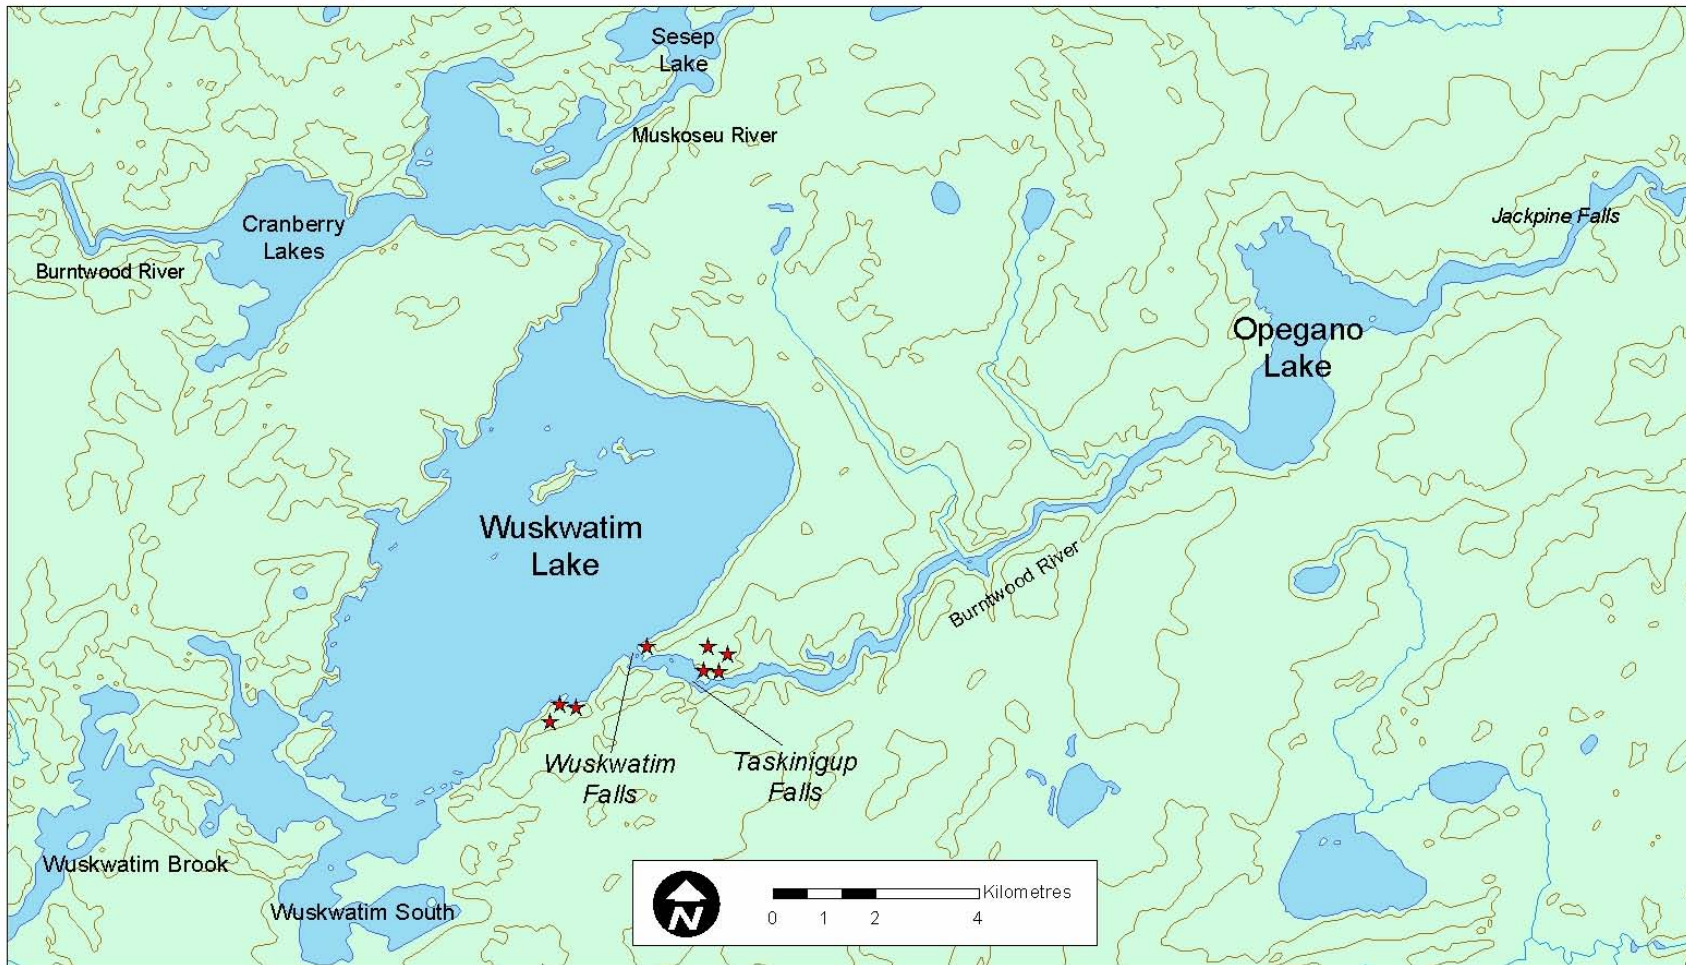 Sesep
Lake
Muskoseu River
Cranberry
Lakes
Burntwood River
Jackpine Falls
Opegano
Lake
Wuskwatim
Lake
Burntwood River
Wuskwatim
Falls
Taskinigup
Falls
Wuskwatim Brook
Wuskwatim South
N
Kilometres
0 1 2 4